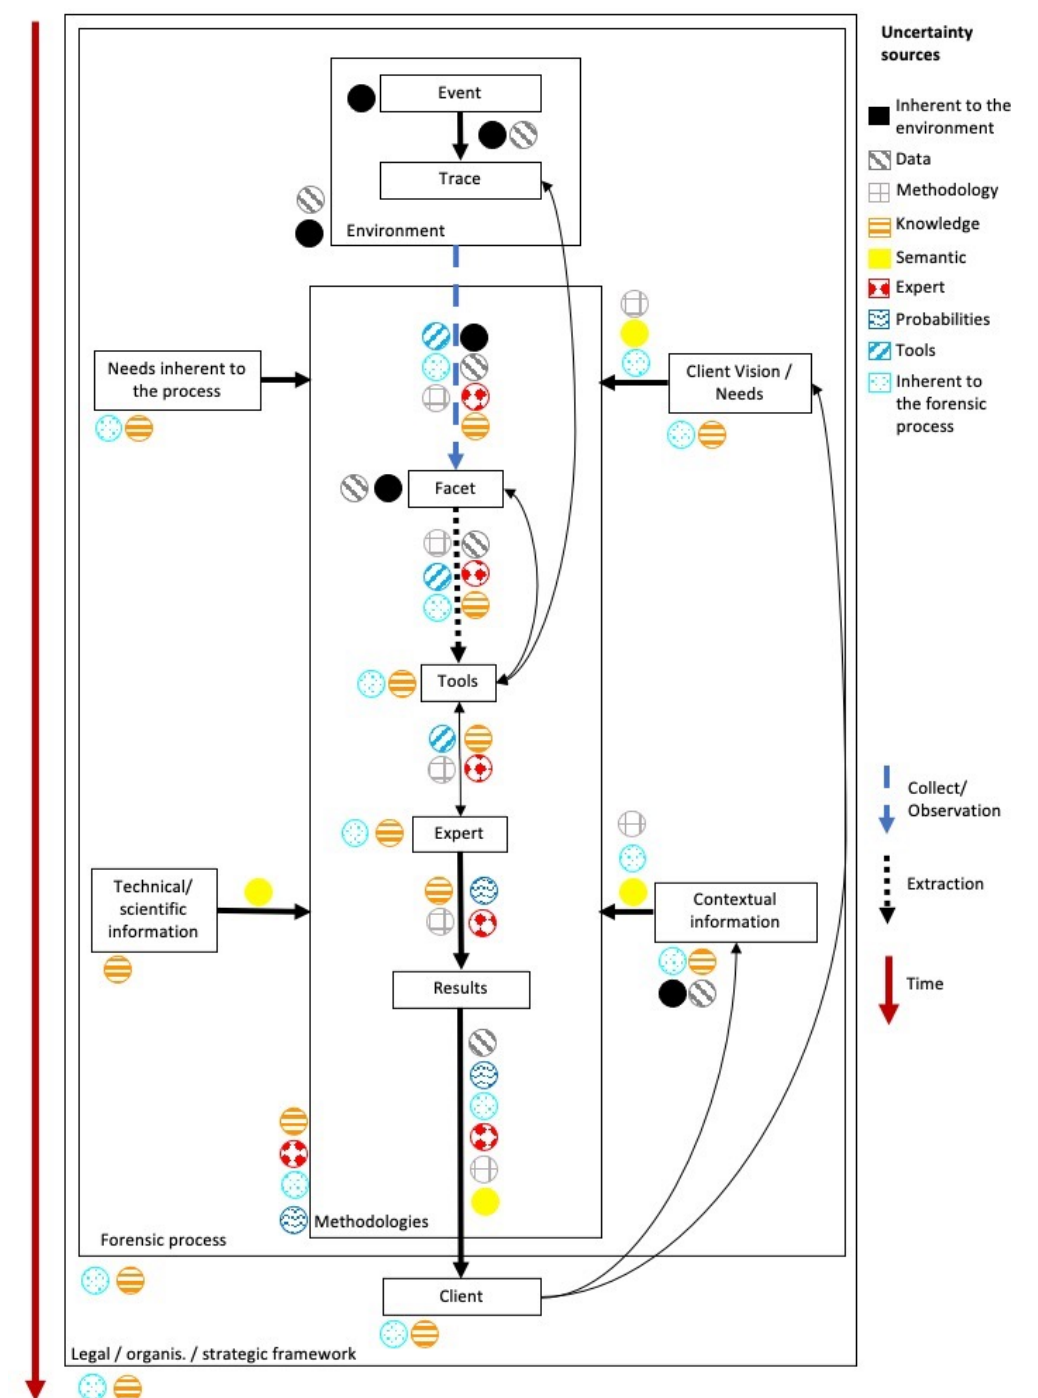 Uncertainty
sources
Inherent to the
environment
Data
Methodology
Knowledge
Semantic
Expert
Probabilities
Tools
Inherent to
the forensic
process
Event
Trace
Environment
Needs inherent to
the process
Client Vision /
Needs
Facet
Tools
Expert
Technical/
scientific
information
Contextual
information
Results
Methodologies
Forensic process
Client
Legal / organis. / strategic framework
Collect/
Observation
Extraction
Time